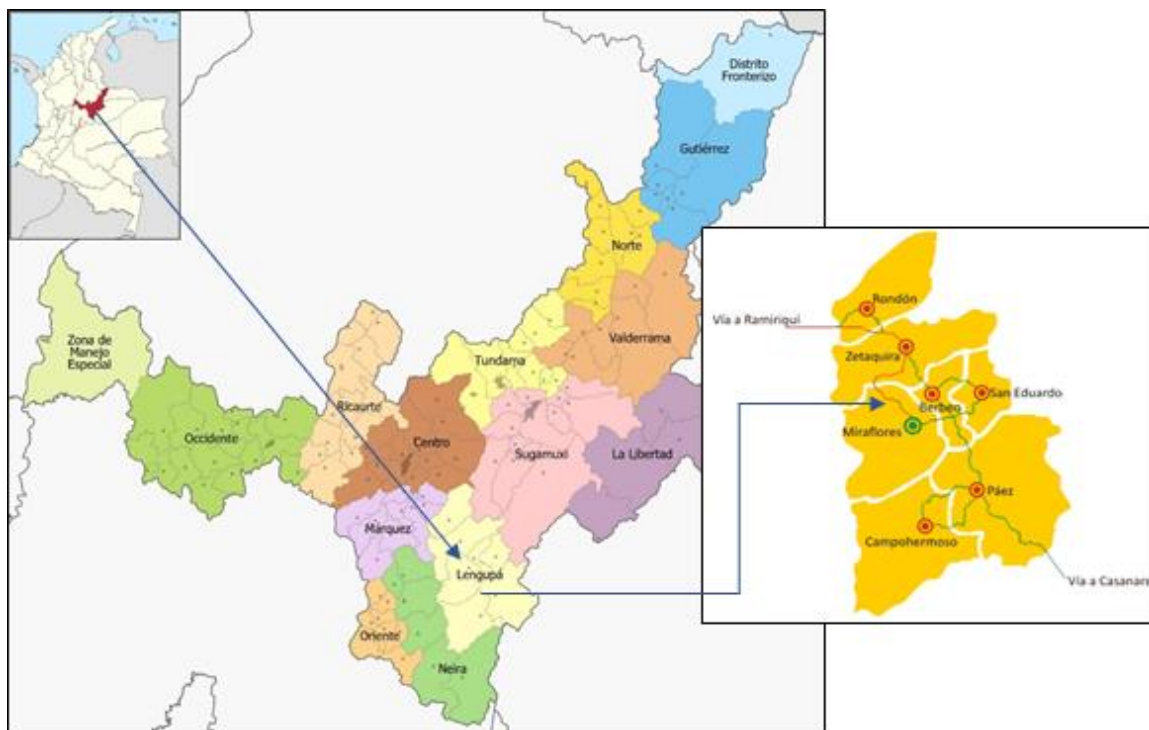 Distrito
Fronterizo
Gutiérrez
Norte
Valderrama
Zona de
Manejo
Especial
Tundama
Ricaurte
Occidente
Centro
Sugamuxi
La Libertad
Márquez
Lengupá
Oriente
Neira
Rondón
Vía a Ramiriquí
Zetaquira
San Eduardo
Berbeo
Miraflores
Páez
Campohermoso
Vía a Casanare